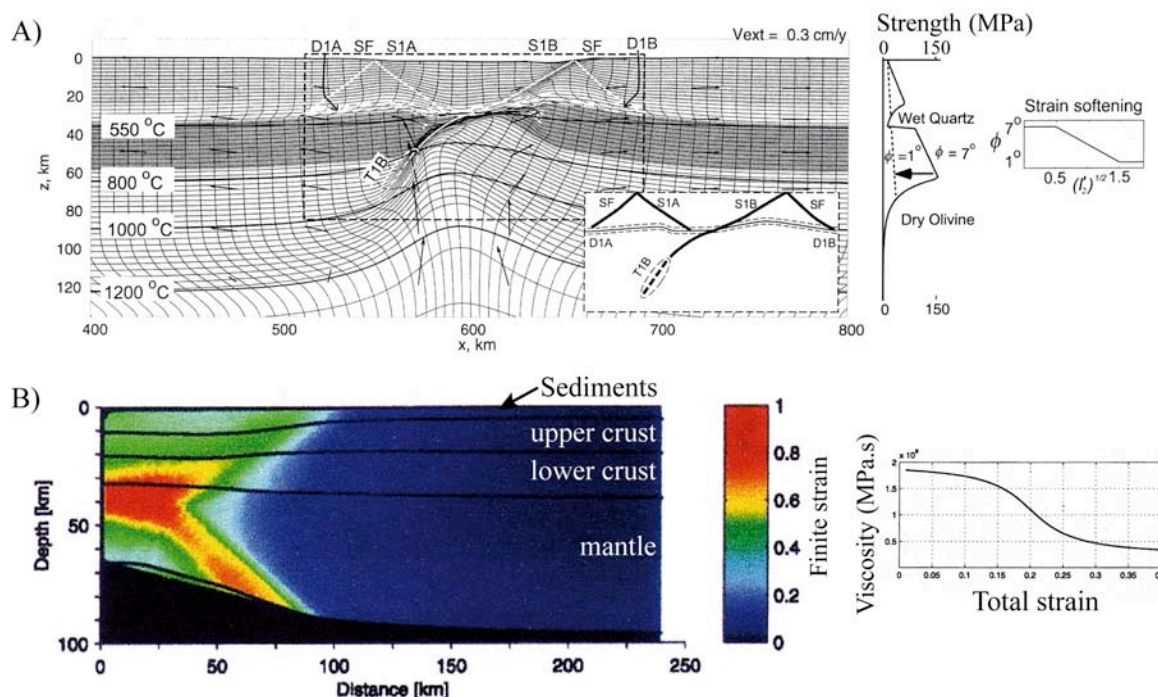 A)
D1A SF S1A S1B SF D1B
Vext = 0.3 cm/y
0
20
40
60
80
100
120
z, km
550 °C
800 °C
1000 °C
1200 °C
T1B
SF S1A S1B SF
D1A D1B
T1B
400 500 600 700 800
x, km
Strength (MPa)
0 150
Wet Quartz
ϕ = 1° ϕ = 7°
Dry Olivine
0 150
Strain softening
ϕ 7°
1°
0.5 1.5
B)
Sediments
upper crust
lower crust
mantle
0
50
100
Depth [km]
0 50 100 150 200 250
Distance [km]
1
0.8
0.6
0.4
0.2
0
Finite strain
2
1.5
1
0.5
Viscosity (MPa.s)
0 0.05 0.1 0.15 0.2 0.25 0.3 0.35
Total strain